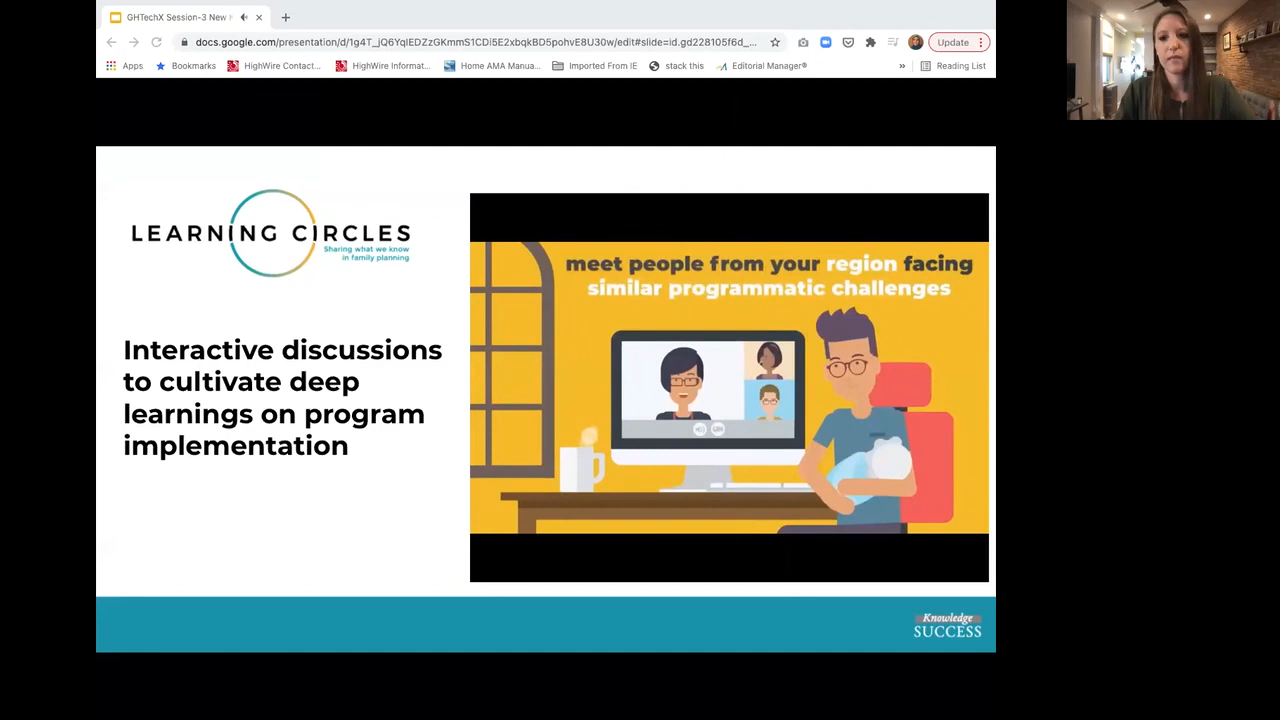 GHTechX Session-3 New
docs.google.com/presentation/d/1g4T_jQ6YqIEDZzGKmmS1CDi5E2xbqkBD5pohvE8U30w/edit#slide=id.gd228105f6d_...
Update
Apps
Bookmarks
HighWire Contact...
HighWire Informat...
Home AMA Manua...
Imported From IE
stack this
Editorial Manager®
»
Reading List
LEARNING CIRCLES
Sharing what we know
in family planning
Interactive discussions
to cultivate deep
learnings on program
implementation
meet people from your region facing
similar programmatic challenges
Knowledge
SUCCESS